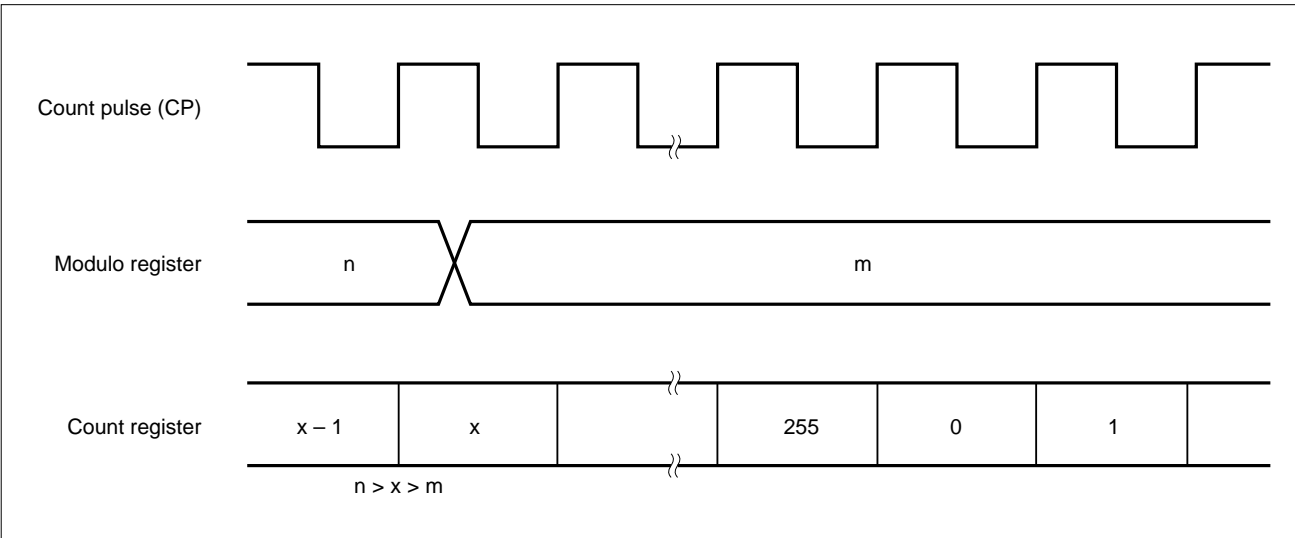 Count pulse (CP)
Modulo register
n
m
Count register
x – 1
x
255
0
1
n > x > m